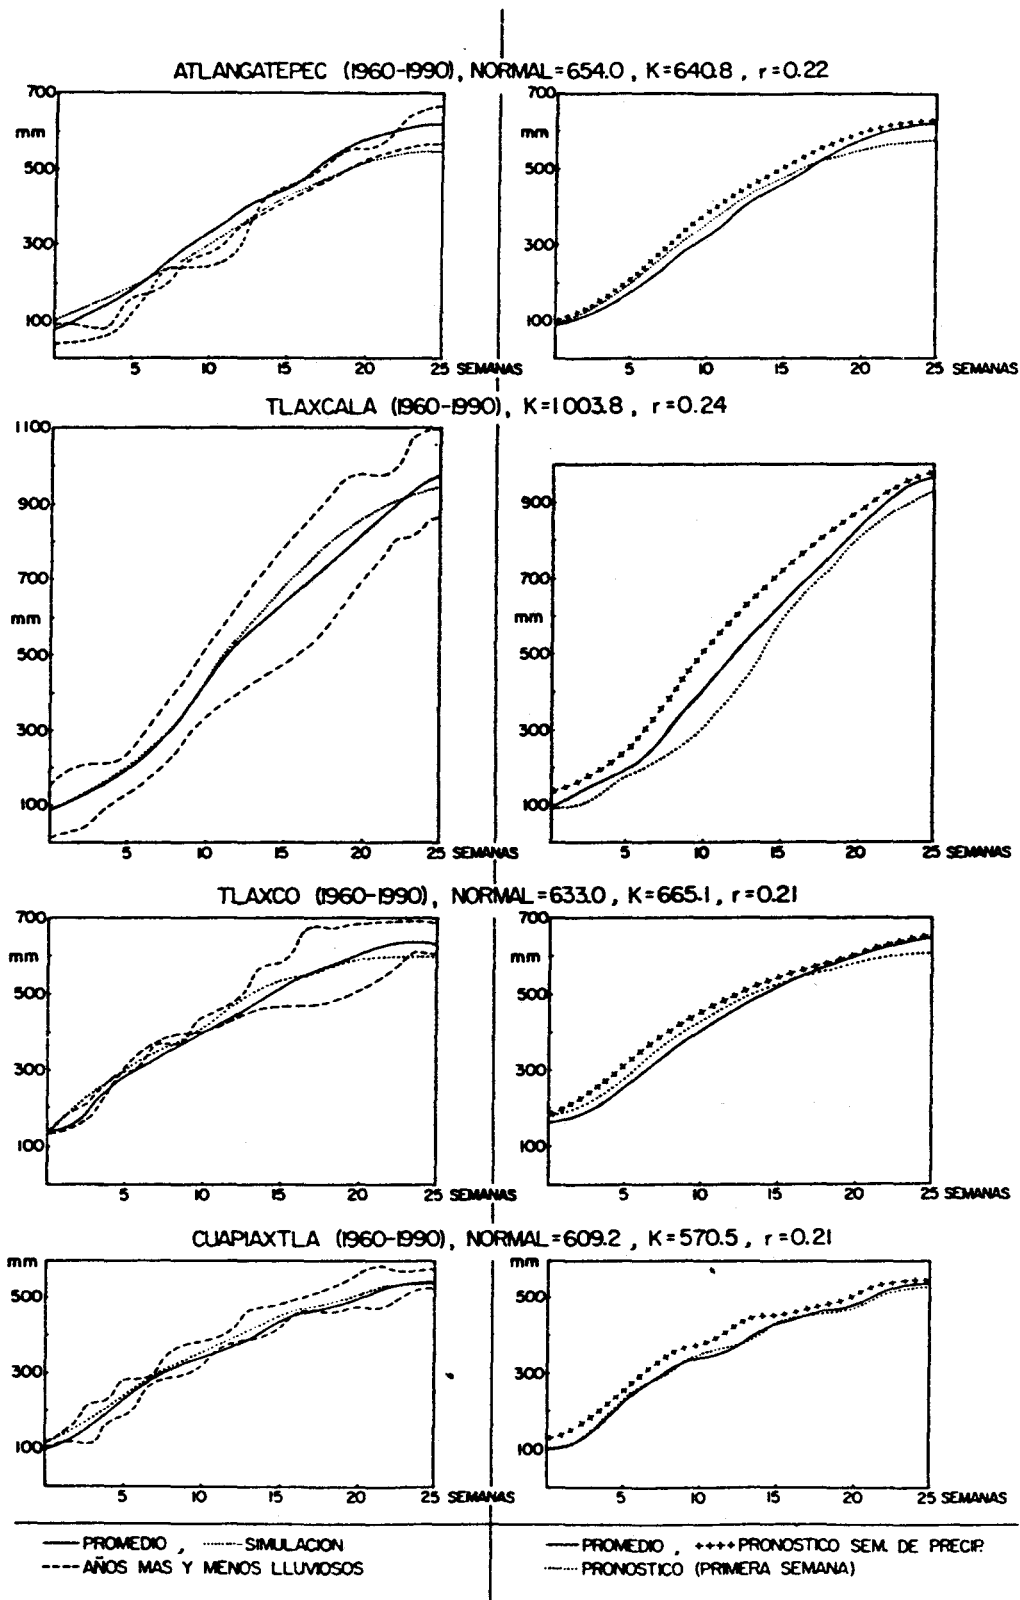 ATLANGATEPEC (1960-1990), NORMAL=654.0, K=640.8, r=0.22
700
mm
500
300
100
5 10 15 20 25 SEMANAS
700
mm
500
300
100
5 10 15 20 25 SEMANAS
TLAXCALA (1960-1990), K=1003.8, r=0.24
1100
900
700
mm
500
300
100
5 10 15 20 25 SEMANAS
900
700
mm
500
300
100
5 10 15 20 25 SEMANAS
TLAXCO (1960-1990), NORMAL=633.0, K=665.1, r=0.21
700
mm
500
300
100
5 10 15 20 25 SEMANAS
700
mm
500
300
100
5 10 15 20 25 SEMANAS
CUAPIAXTLA (1960-1990), NORMAL=609.2, K=570.5, r=0.21
mm
500
300
100
5 10 15 20 25 SEMANAS
mm
500
300
100
5 10 15 20 25 SEMANAS
PROMEDIO, SIMULACION
AÑOS MAS Y MENOS LLUVIOSOS
PROMEDIO, ++++PRONOSTICO SEM. DE PRECIP.
PRONOSTICO (PRIMERA SEMANA)